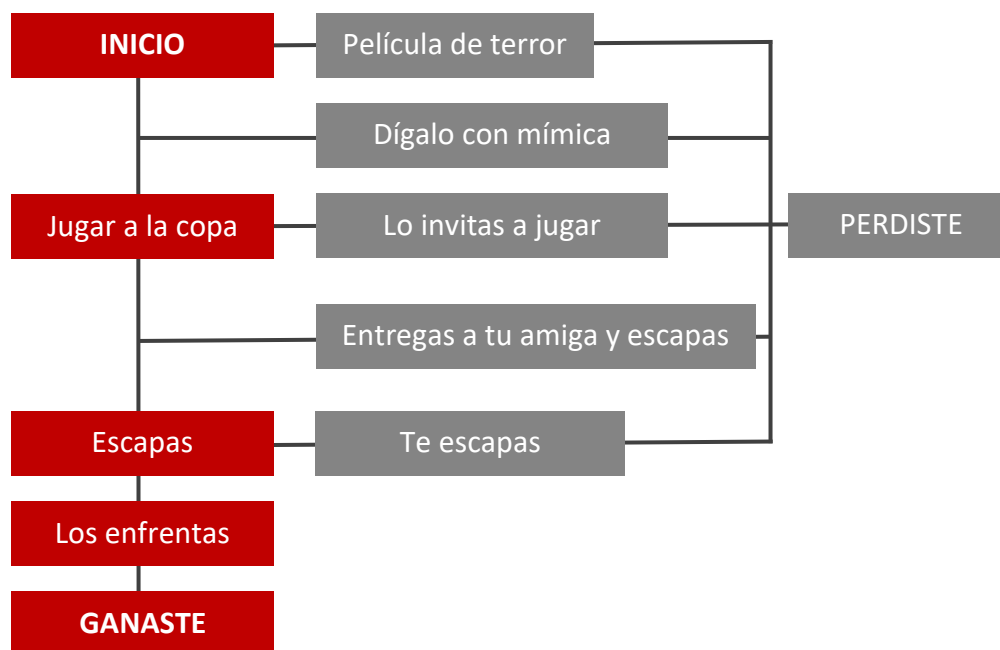 INICIO
Película de terror
Dígalo con mímica
Jugar a la copa
Lo invitas a jugar
PERDISTE
Entregas a tu amiga y escapas
Escapas
Te escapas
Los enfrentas
GANASTE